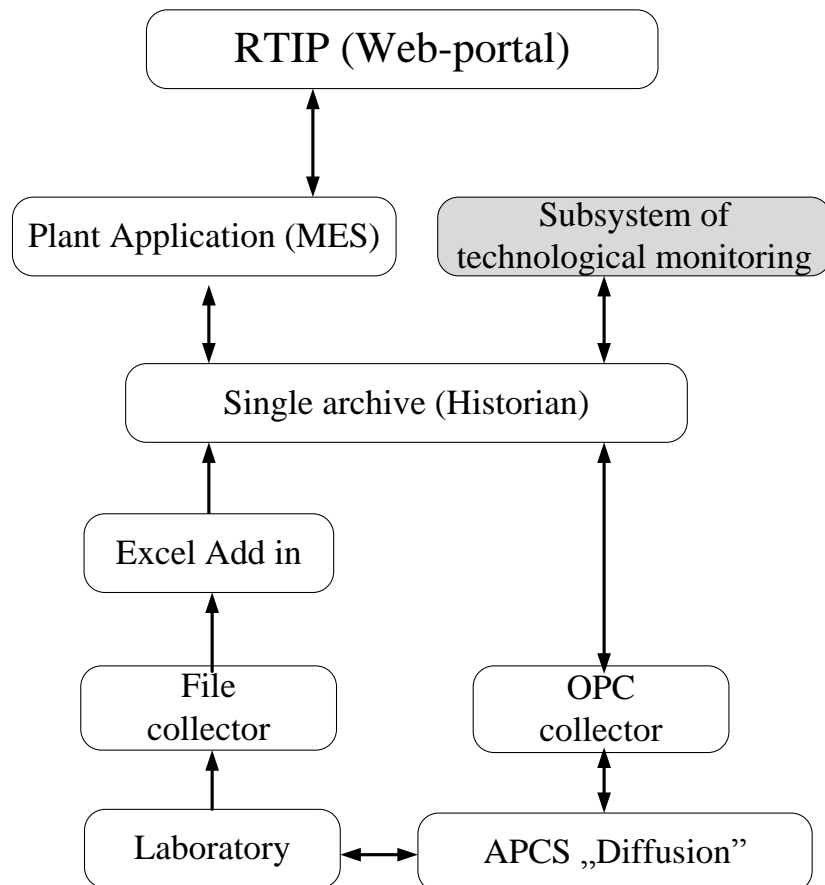 RTIP (Web-portal)
Plant Application (MES)
Subsystem of
technological monitoring
Single archive (Historian)
Excel Add in
File
collector
OPC
collector
Laboratory
APCS „Diffusion”